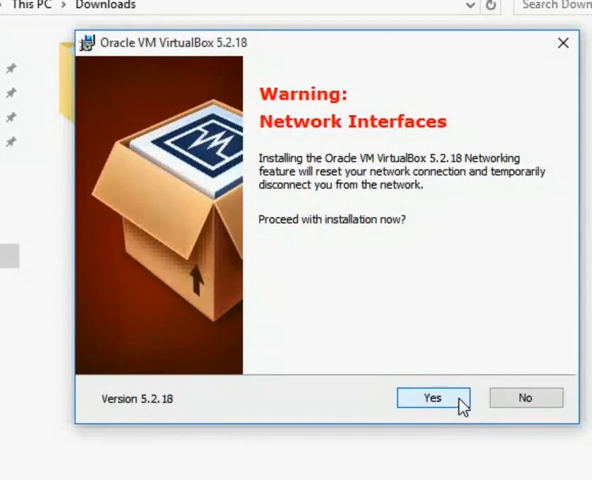 This PC > Downloads
Search Down
Oracle VM VirtualBox 5.2.18
Warning:
Network Interfaces
Installing the Oracle VM VirtualBox 5.2.18 Networking
feature will reset your network connection and temporarily
disconnect you from the network.
Proceed with installation now?
Version 5.2.18
Yes
No